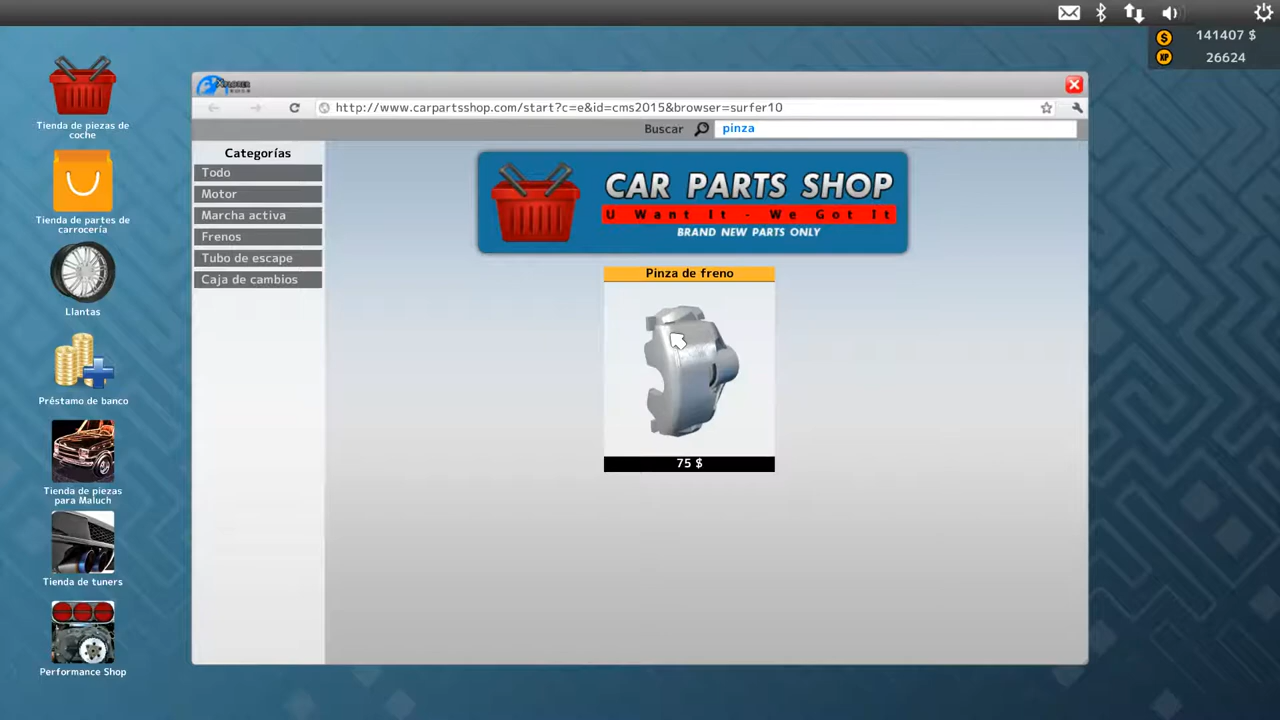 141407 $
26624
Tienda de piezas de
coche
Tienda de partes de
carrocería
Llantas
Préstamo de banco
Tienda de piezas
para Maluch
Tienda de tuners
Performance Shop
http://www.carpartsshop.com/start?c=e&id=cms2015&browser=surfer10
Buscar
pinza
Categorías
Todo
Motor
Marcha activa
Frenos
Tubo de escape
Caja de cambios
CAR PARTS SHOP
U Want It - We Got It
BRAND NEW PARTS ONLY
Pinza de freno
75 $